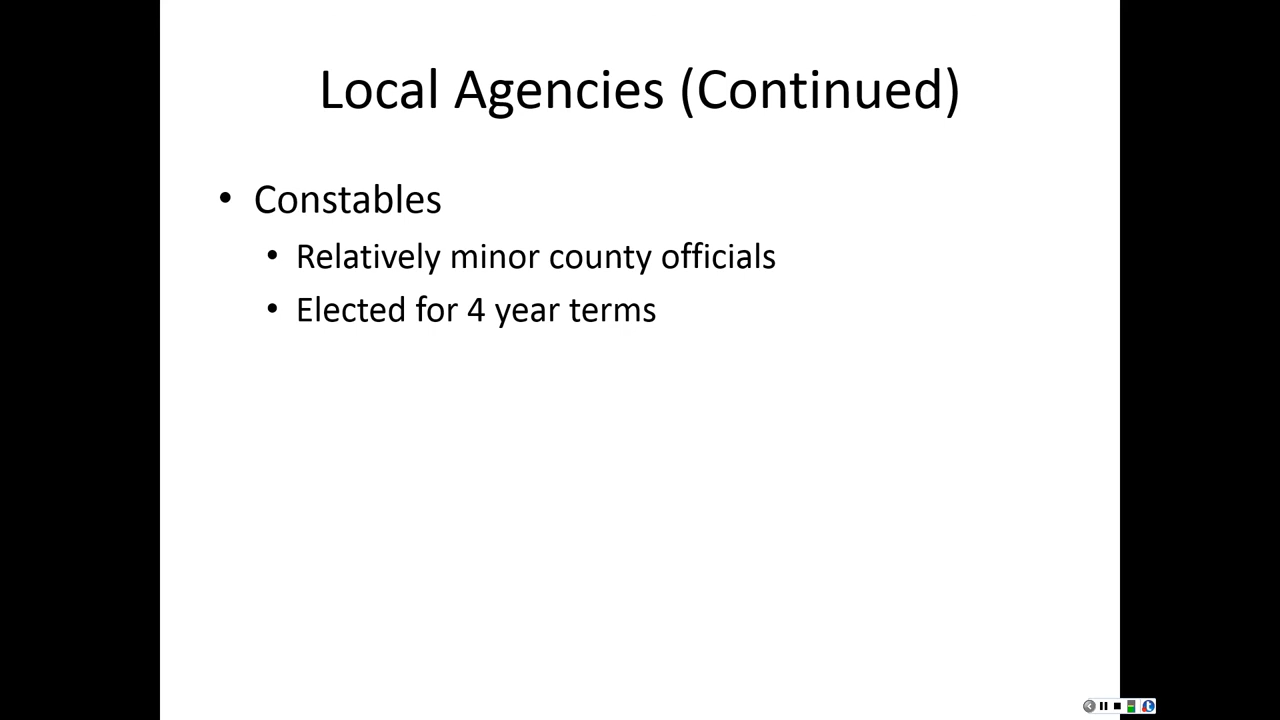 Local Agencies (Continued)
• Constables
• Relatively minor county officials
• Elected for 4 year terms